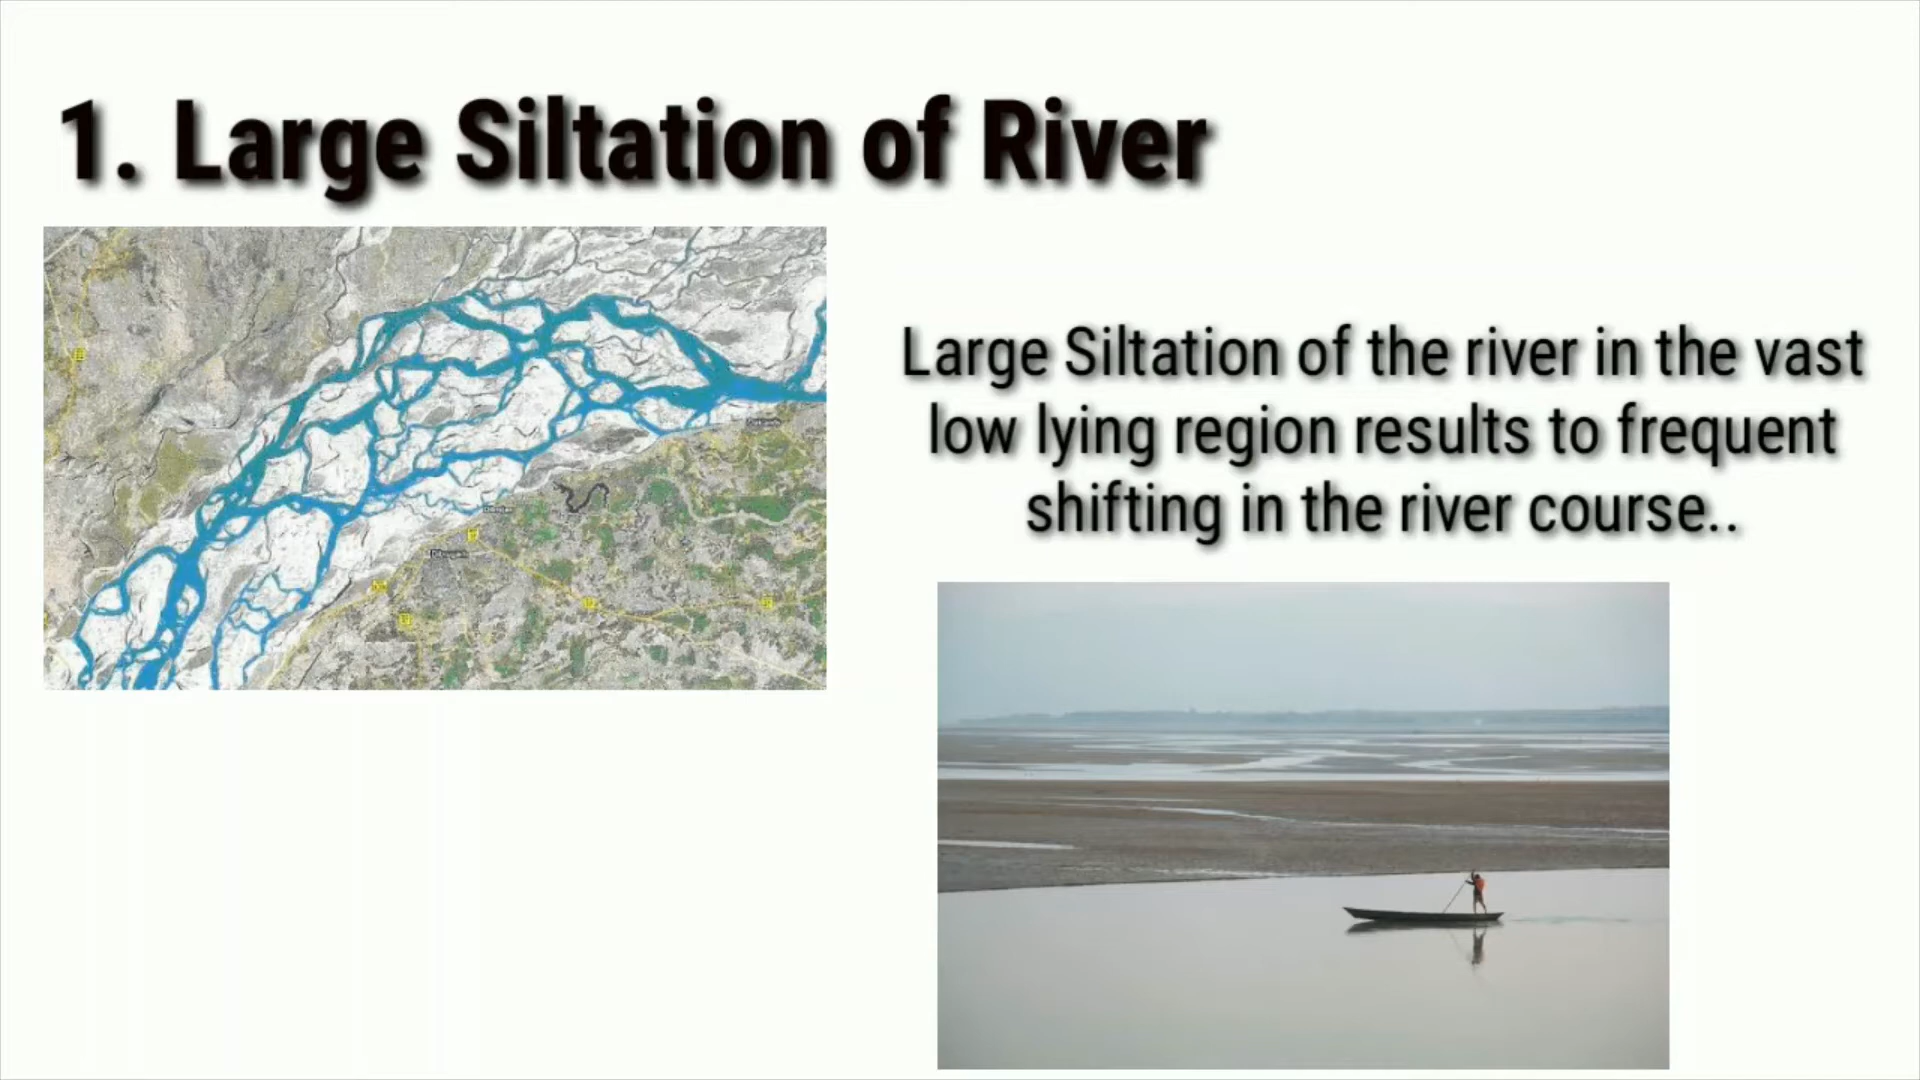 1. Large Siltation of River
Large Siltation of the river in the vast
low lying region results to frequent
shifting in the river course..